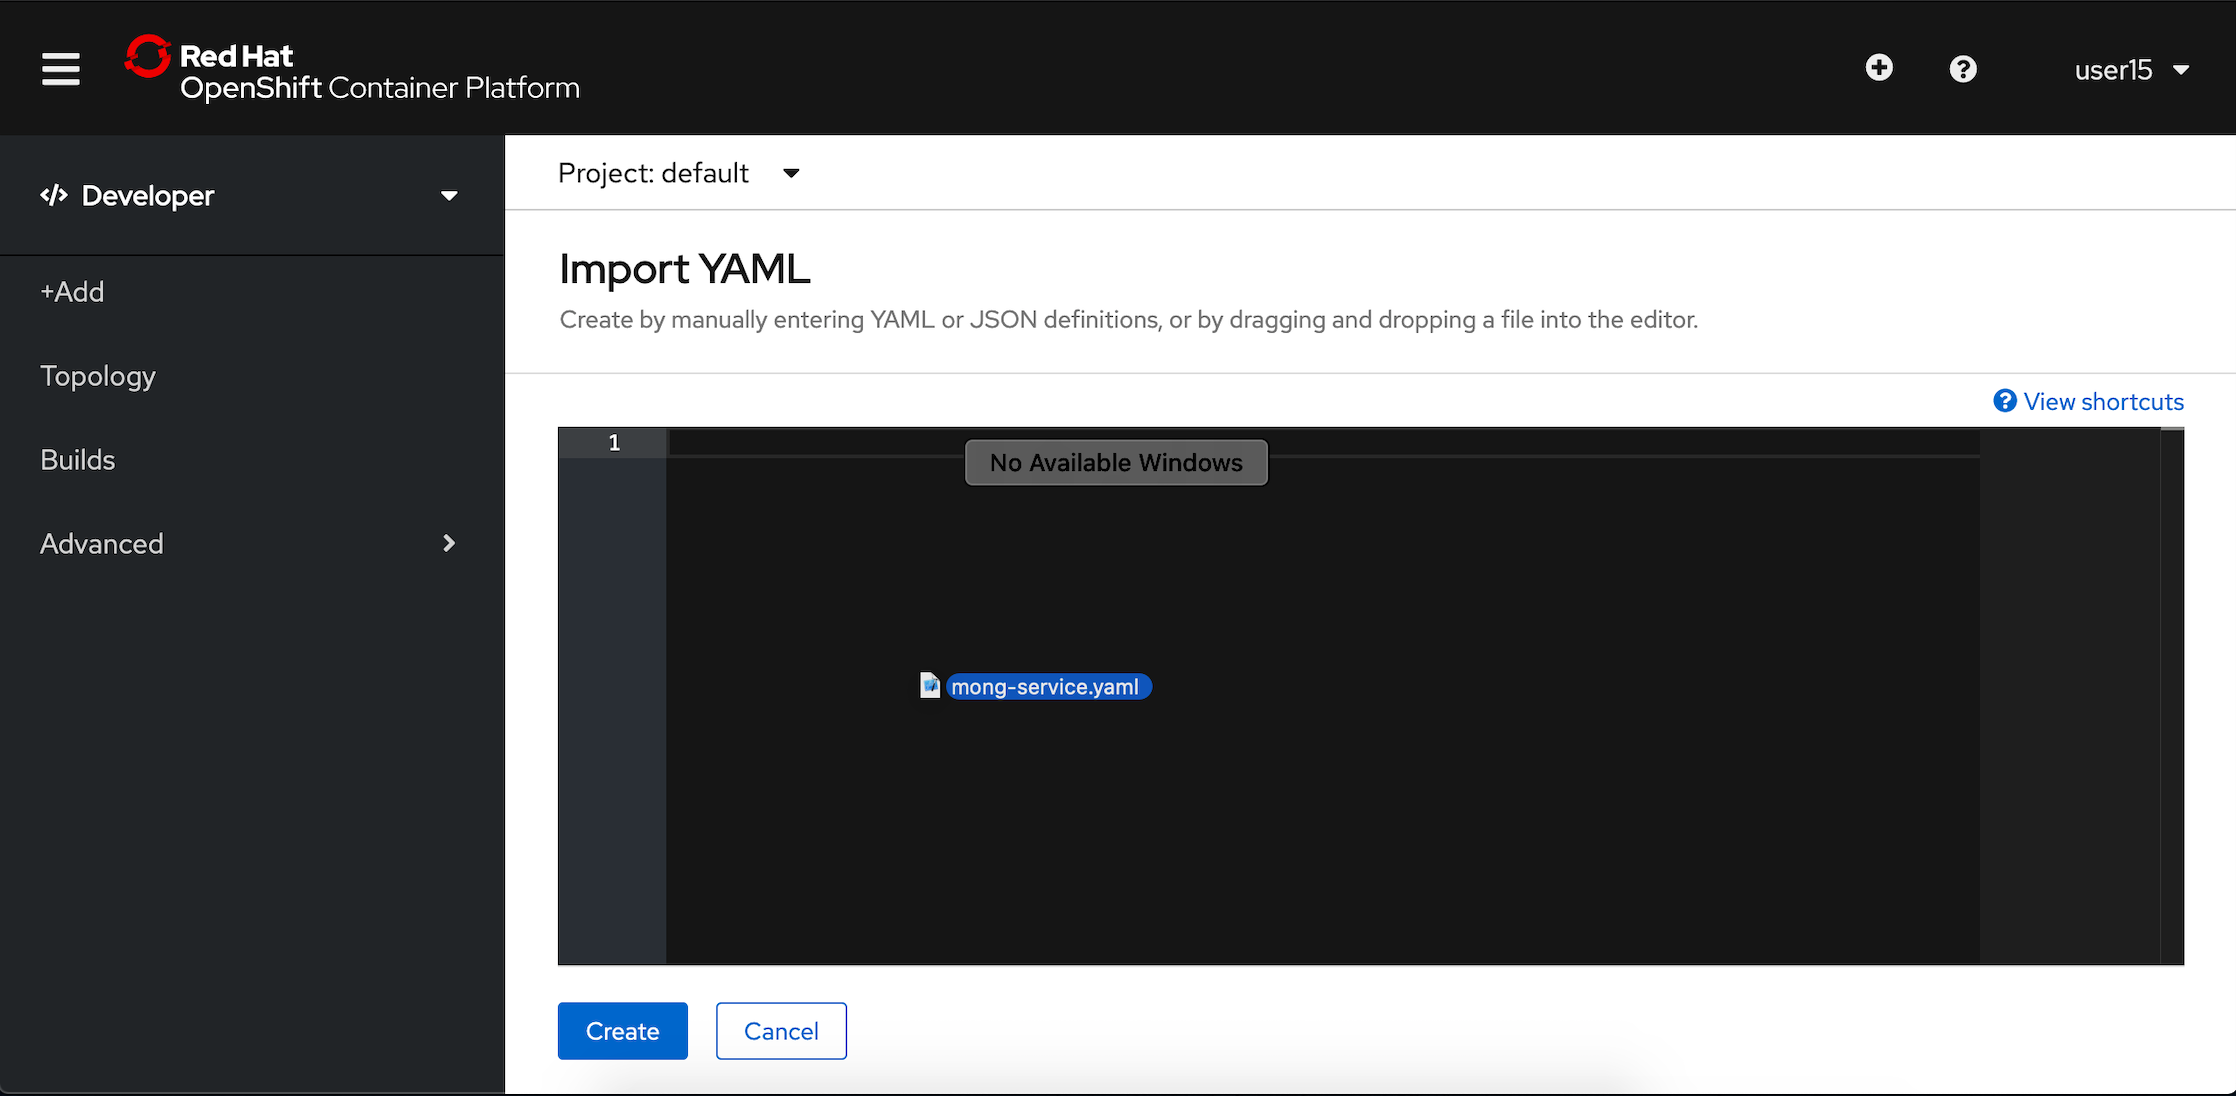 Red Hat
OpenShift Container Platform
user15
Developer
+Add
Topology
Builds
Advanced
Project: default
Import YAML
Create by manually entering YAML or JSON definitions, or by dragging and dropping a file into the editor.
View shortcuts
1
No Available Windows
mong-service.yaml
Create
Cancel